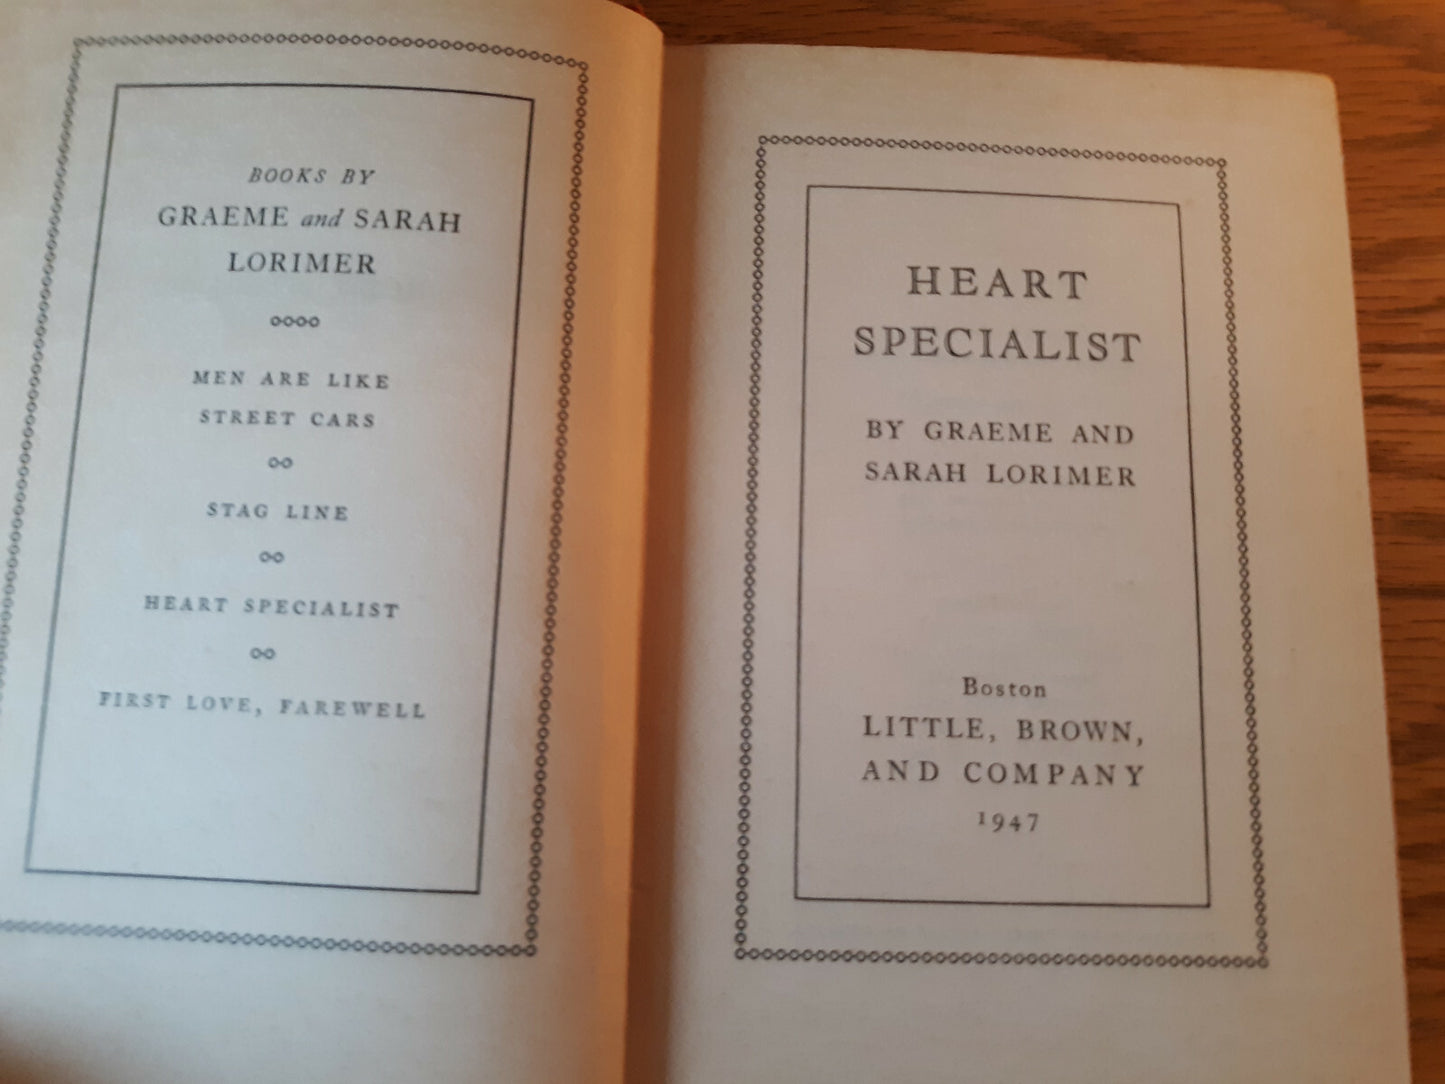 BOOKS BY
GRAEME and SARAH
LORIMER
MEN ARE LIKE
STREET CARS
STAG LINE
HEART SPECIALIST
FIRST LOVE, FAREWELL
HEART
SPECIALIST
BY GRAEME AND
SARAH LORIMER
Boston
LITTLE, BROWN,
AND COMPANY
1947